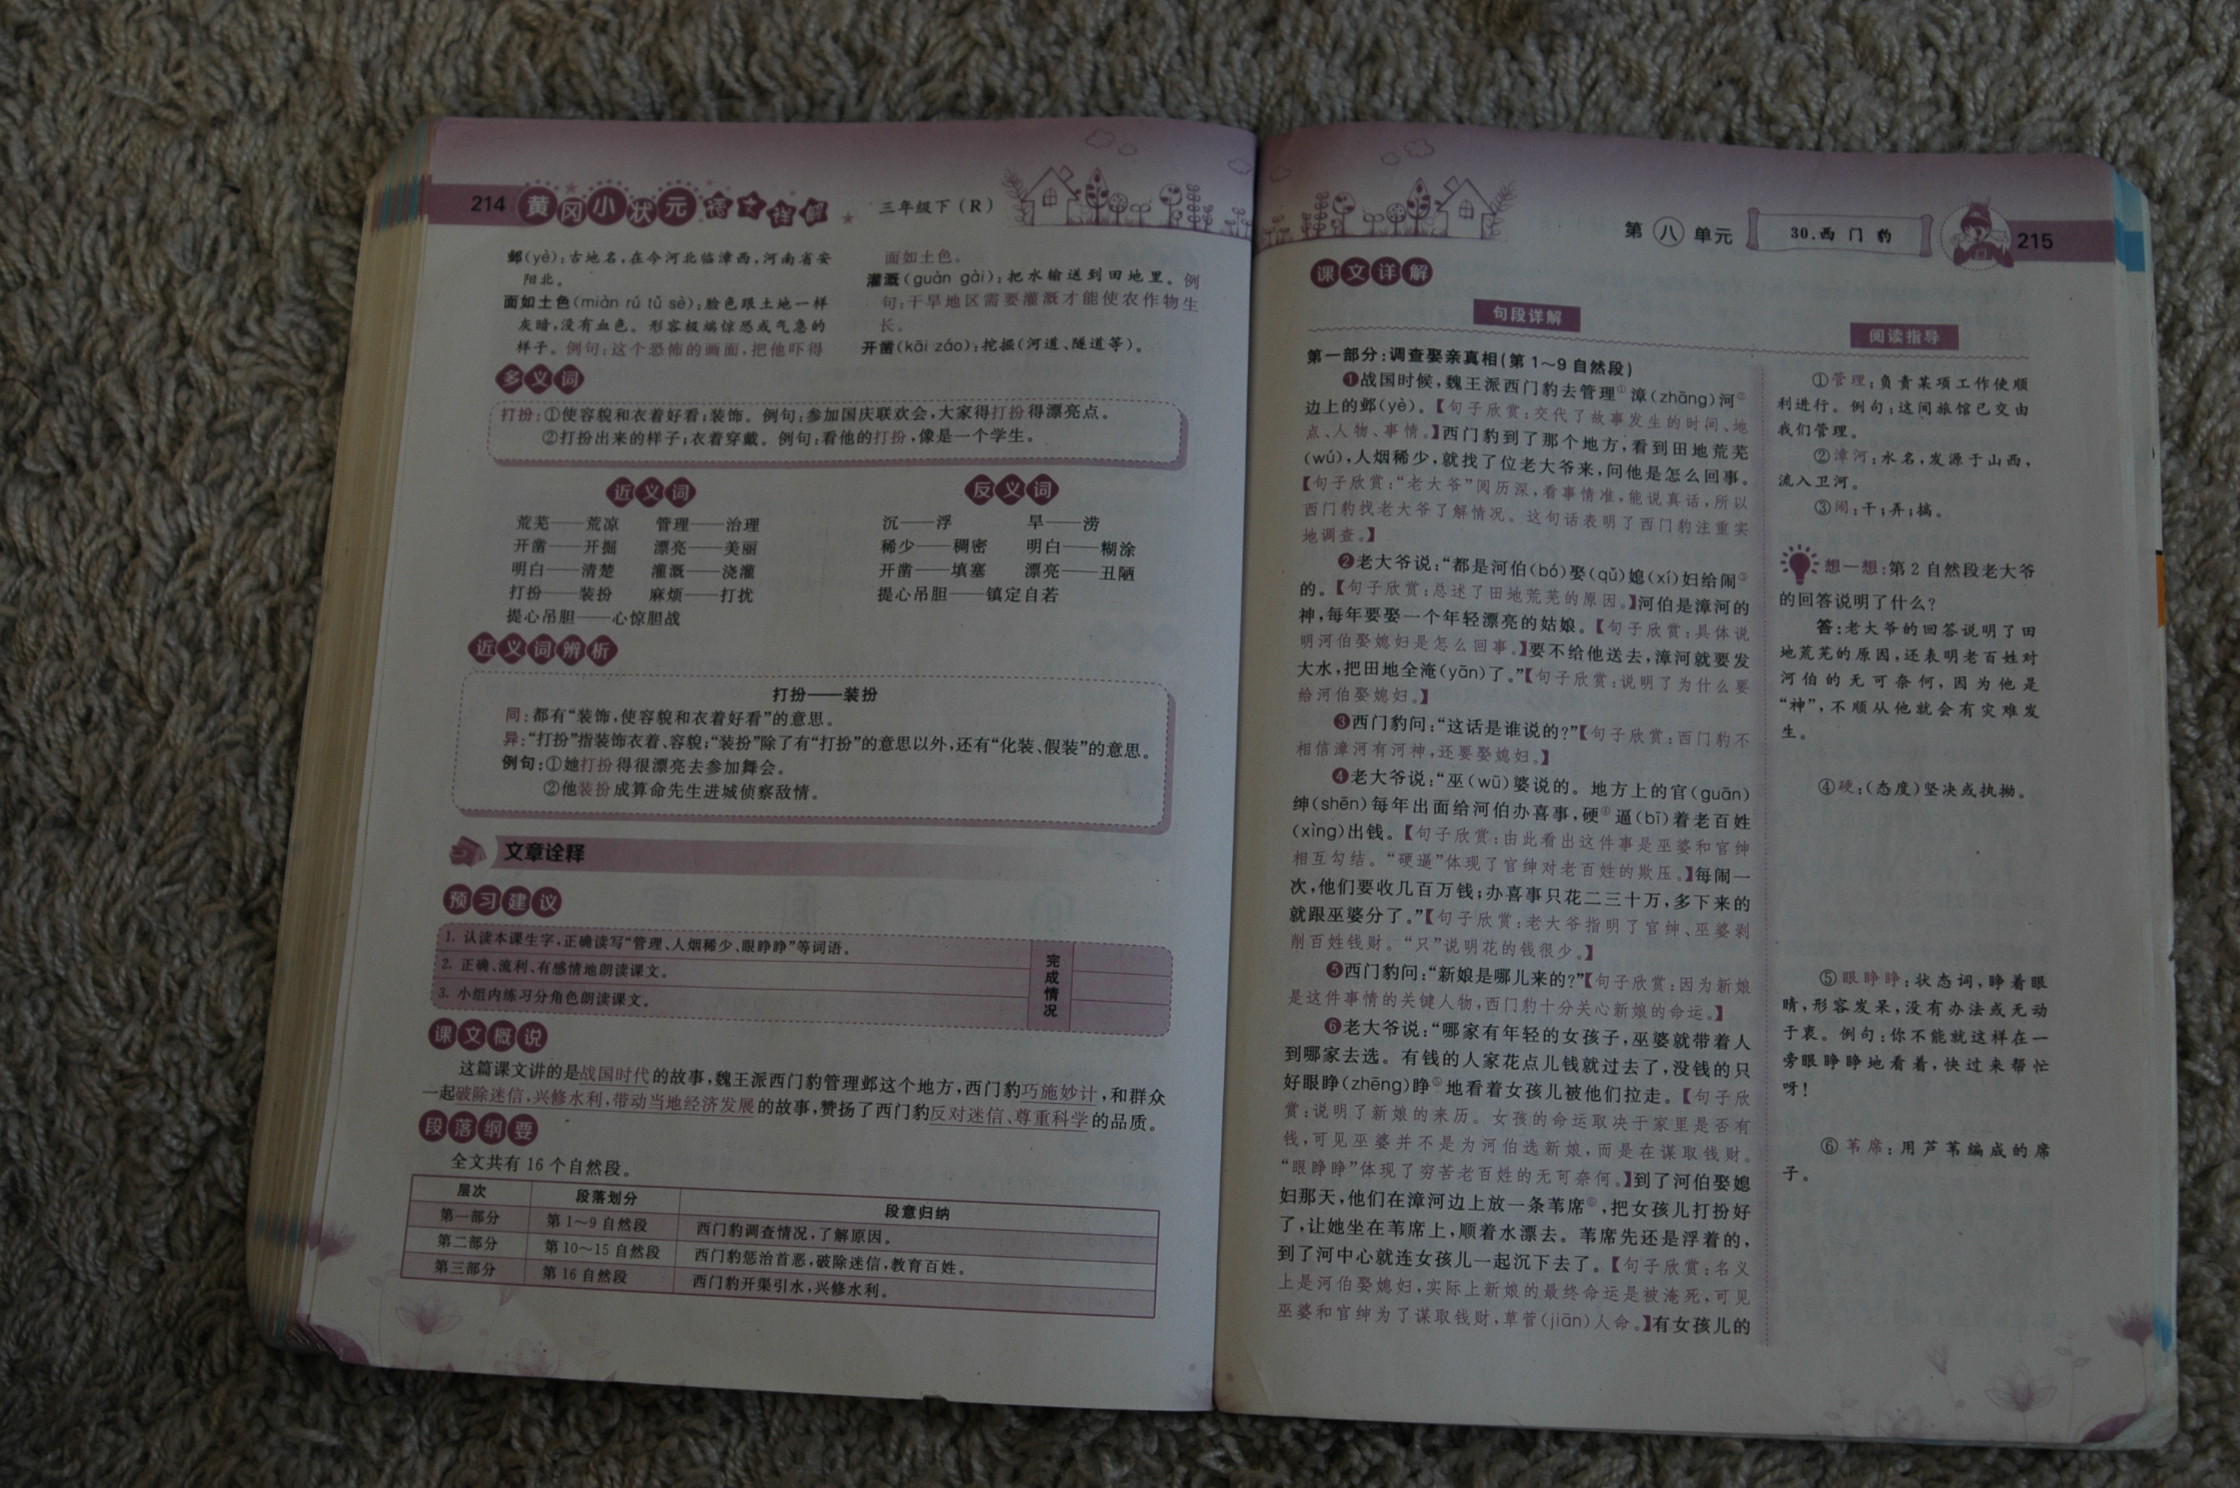 214 黄冈小状元 语文详解 三年级下(R)
邺(yè):古地名,在今河北临漳西,河南省安
阳北。
面如土色(miàn rú tǔ sè):脸色跟土地一样
灰暗,没有血色。形容极端惊恐或气急的
样子。例句:这个恐怖的画面,把他吓得
面如土色。
灌溉(guàn gài):把水输送到田地里。例
句:干旱地区需要灌溉才能使农作物生
长。
开凿(kāi záo):挖掘(河道、隧道等)。
多义词
打扮:①使容貌和衣着好看;装饰。例句:参加国庆联欢会,大家得打扮得漂亮点。
②打扮出来的样子;衣着穿戴。例句:看他的打扮,像是一个学生。
近义词
荒芜——荒凉 管理——治理
开凿——开掘 漂亮——美丽
明白——清楚 灌溉——浇灌
打扮——装扮 麻烦——打扰
提心吊胆——心惊胆战
反义词
沉——浮 旱——涝
稀少——稠密 明白——糊涂
开凿——填塞 漂亮——丑陋
提心吊胆——镇定自若
近义词辨析
打扮——装扮
同:都有“装饰,使容貌和衣着好看”的意思。
异:“打扮”指装饰衣着、容貌;“装扮”除了有“打扮”的意思以外,还有“化装、假装”的意思。
例句:①她打扮得很漂亮去参加舞会。
②他装扮成算命先生进城侦察敌情。
文章诠释
预习建议
1. 认读本课生字,正确读写“管理、人烟稀少、眼睁睁”等词语。
2. 正确、流利、有感情地朗读课文。
3. 小组内练习分角色朗读课文。
完成情况
课文概说
这篇课文讲的是战国时代的故事,魏王派西门豹管理邺这个地方,西门豹巧施妙计,和群众
一起破除迷信,兴修水利,带动当地经济发展的故事,赞扬了西门豹反对迷信、尊重科学的品质。
段落纲要
全文共有 16 个自然段。
层次 段落划分 段意归纳
第一部分 第 1~9 自然段 西门豹调查情况,了解原因。
第二部分 第 10~15 自然段 西门豹惩治首恶,破除迷信,教育百姓。
第三部分 第 16 自然段 西门豹开渠引水,兴修水利。
第八单元 30.西门豹 215
课文详解
句段详解
第一部分:调查娶亲真相(第 1~9 自然段)
❶战国时候,魏王派西门豹去管理①漳(zhāng)河②
边上的邺(yè)。【句子欣赏:交代了故事发生的时间、地
点、人物、事情。】西门豹到了那个地方,看到田地荒芜
(wú),人烟稀少,就找了位老大爷来,问他是怎么回事。
【句子欣赏:“老大爷”阅历深,看事情准,能说真话,所以
西门豹找老大爷了解情况。这句话表明了西门豹注重实
地调查。】
❷老大爷说:“都是河伯(bó)娶(qǔ)媳(xí)妇给闹③
的。【句子欣赏:总述了田地荒芜的原因。】河伯是漳河的
神,每年要娶一个年轻漂亮的姑娘。【句子欣赏:具体说
明河伯娶媳妇是怎么回事。】要不给他送去,漳河就要发
大水,把田地全淹(yān)了。”【句子欣赏:说明了为什么要
给河伯娶媳妇。】
❸西门豹问:“这话是谁说的?”【句子欣赏:西门豹不
相信漳河有河神,还要娶媳妇。】
❹老大爷说:“巫(wū)婆说的。地方上的官(guān)
绅(shēn)每年出面给河伯办喜事,硬④逼(bī)着老百姓
(xìng)出钱。【句子欣赏:由此看出这件事是巫婆和官绅
相互勾结。“硬逼”体现了官绅对老百姓的欺压。】每闹一
次,他们要收几百万钱;办喜事只花二三十万,多下来的
就跟巫婆分了。”【句子欣赏:老大爷指明了官绅、巫婆剥
削百姓钱财。“只”说明花的钱很少。】
❺西门豹问:“新娘是哪儿来的?”【句子欣赏:因为新娘
是这件事情的关键人物,西门豹十分关心新娘的命运。】
❻老大爷说:“哪家有年轻的女孩子,巫婆就带着人
到哪家去选。有钱的人家花点儿钱就过去了,没钱的只
好眼睁(zhēng)睁⑤地看着女孩儿被他们拉走。【句子欣
赏:说明了新娘的来历。女孩的命运取决于家里是否有
钱,可见巫婆并不是为河伯选新娘,而是在谋取钱财。
“眼睁睁”体现了穷苦老百姓的无可奈何。】到了河伯娶媳
妇那天,他们在漳河边上放一条苇席⑥,把女孩儿打扮好
了,让她坐在苇席上,顺着水漂去。苇席先还是浮着的,
到了河中心就连女孩儿一起沉下去了。【句子欣赏:名义
上是河伯娶媳妇,实际上新娘的最终命运是被淹死,可见
巫婆和官绅为了谋取钱财,草菅(jiān)人命。】有女孩儿的
阅读指导
①管理:负责某项工作使顺
利进行。例句:这间旅馆已交由
我们管理。
②漳河:水名,发源于山西,
流入卫河。
③闹:干;弄;搞。
想一想:第 2 自然段老大爷
的回答说明了什么?
答:老大爷的回答说明了田
地荒芜的原因,还表明老百姓对
河伯的无可奈何,因为他是
“神”,不顺从他就会有灾难发
生。
④硬:(态度)坚决或执拗。
⑤眼睁睁:状态词,睁着眼
睛,形容发呆,没有办法或无动
于衷。例句:你不能就这样在一
旁眼睁睁地看着,快过来帮忙
呀!
⑥苇席:用芦苇编成的席
子。